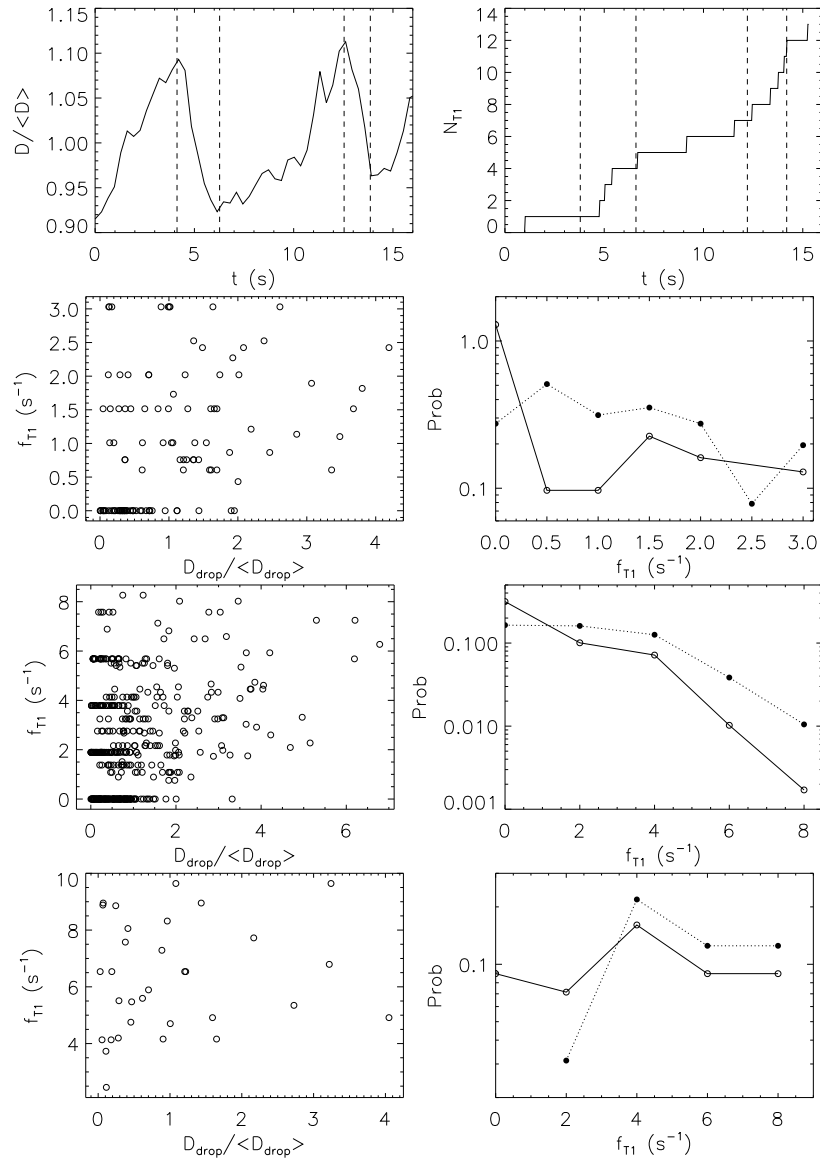 1.15
1.10
1.05
1.00
0.95
0.90
D/<D>
0 5 10 15
t (s)
14
12
10
8
6
4
2
0
N_T1
0 5 10 15
t (s)
3.0
2.5
2.0
1.5
1.0
0.5
0.0
f_T1 (s^-1)
0 1 2 3 4
D_drop/<D_drop>
1.0
0.1
Prob
0.0 0.5 1.0 1.5 2.0 2.5 3.0
f_T1 (s^-1)
8
6
4
2
0
f_T1 (s^-1)
0 2 4 6
D_drop/<D_drop>
0.100
0.010
0.001
Prob
0 2 4 6 8
f_T1 (s^-1)
10
8
6
4
f_T1 (s^-1)
0 1 2 3 4
D_drop/<D_drop>
0.1
Prob
0 2 4 6 8
f_T1 (s^-1)